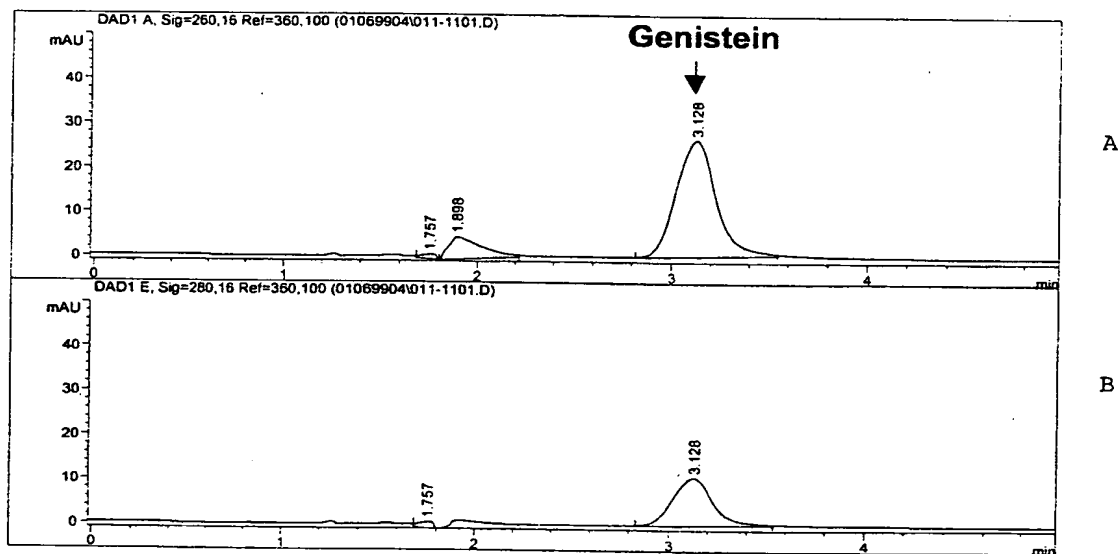 DAD1 A, Sig=260,16 Ref=360,100 (01069904\011-1101.D)
mAU
Genistein
40
30
20
10
0
1.757
1.898
3.128
A
0
1
2
3
4
min
DAD1 E, Sig=280,16 Ref=360,100 (01069904\011-1101.D)
mAU
40
30
20
10
0
1.757
3.128
B
0
1
2
3
4
min